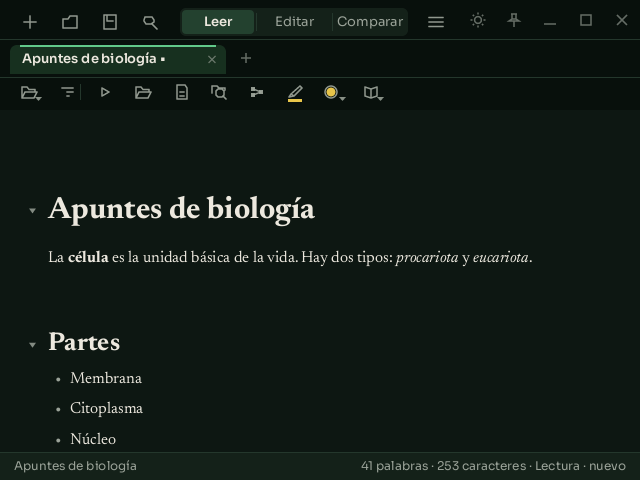 Leer
Editar
Comparar
Apuntes de biología
Apuntes de biología
La célula es la unidad básica de la vida. Hay dos tipos: procariota y eucariota.
Partes
• Membrana
• Citoplasma
• Núcleo
Apuntes de biología
41 palabras · 253 caracteres · Lectura · nuevo